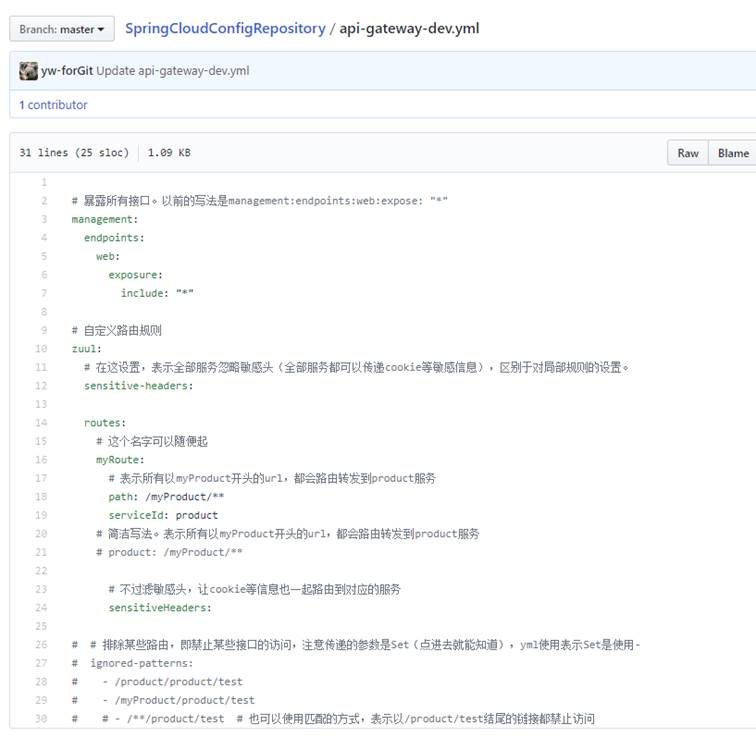 Branch: master SpringCloudConfigRepository / api-gateway-dev.yml
yw-forGit Update api-gateway-dev.yml
1 contributor
31 lines (25 sloc) 1.09 KB Raw Blame
1
2 # 暴露所有接口。以前的写法是management:endpoints:web:expose: "*"
3 management:
4 endpoints:
5 web:
6 exposure:
7 include: "*"
8
9 # 自定义路由规则
10 zuul:
11 # 在这设置，表示全部服务忽略敏感头（全部服务都可以传递cookie等敏感信息），区别于对局部规则的设置。
12 sensitive-headers:
13
14 routes:
15 # 这个名字可以随便起
16 myRoute:
17 # 表示所有以myProduct开头的url，都会路由转发到product服务
18 path: /myProduct/**
19 serviceId: product
20 # 简洁写法。表示所有以myProduct开头的url，都会路由转发到product服务
21 # product: /myProduct/**
22
23 # 不过滤敏感头，让cookie等信息也一起路由到对应的服务
24 sensitiveHeaders:
25
26 # # 排除某些路由，即禁止某些接口的访问，注意传递的参数是Set（点进去就能知道），yml使用表示Set是使用-
27 # ignored-patterns:
28 # - /product/product/test
29 # - /myProduct/product/test
30 # # - /**/product/test # 也可以使用匹配的方式，表示以/product/test结尾的链接都禁止访问